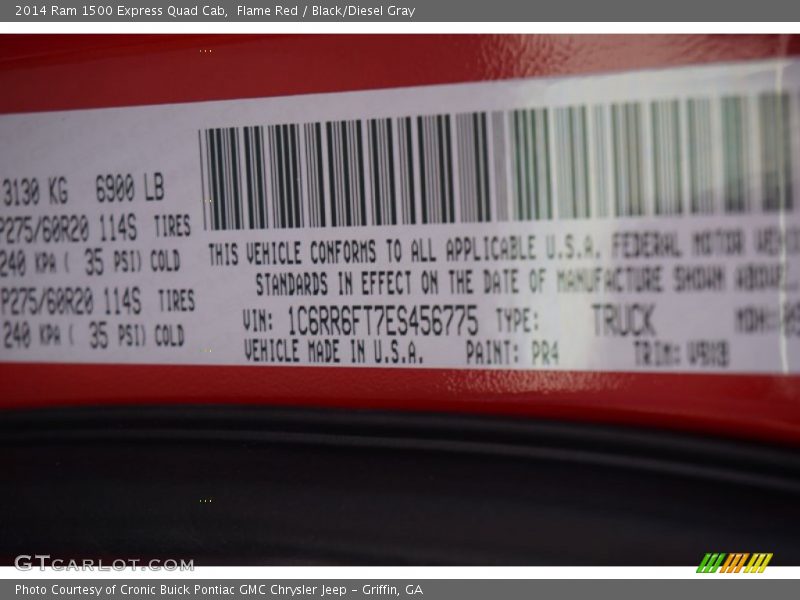 2014 Ram 1500 Express Quad Cab,  Flame Red / Black/Diesel Gray
3130 KG 6900 LB
P275/60R20 114S TIRES
240 KPA ( 35 PSI) COLD
P275/60R20 114S TIRES
240 KPA ( 35 PSI) COLD
THIS VEHICLE CONFORMS TO ALL APPLICABLE U.S.A. FEDERAL MOTOR
STANDARDS IN EFFECT ON THE DATE OF MANUFACTURE SHOWN ABOVE.
VIN: 1C6RR6FT7ES456775 TYPE: TRUCK MDH:
VEHICLE MADE IN U.S.A. PAINT: PR4 TRIM:
GTCARLOT.COM
Photo Courtesy of Cronic Buick Pontiac GMC Chrysler Jeep – Griffin, GA